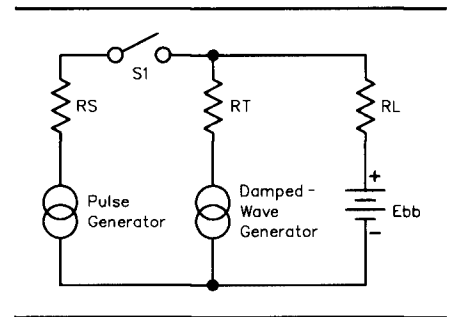 S1
RS
RT
RL
+
Pulse
Generator
Damped-
Wave
Generator
Ebb
-